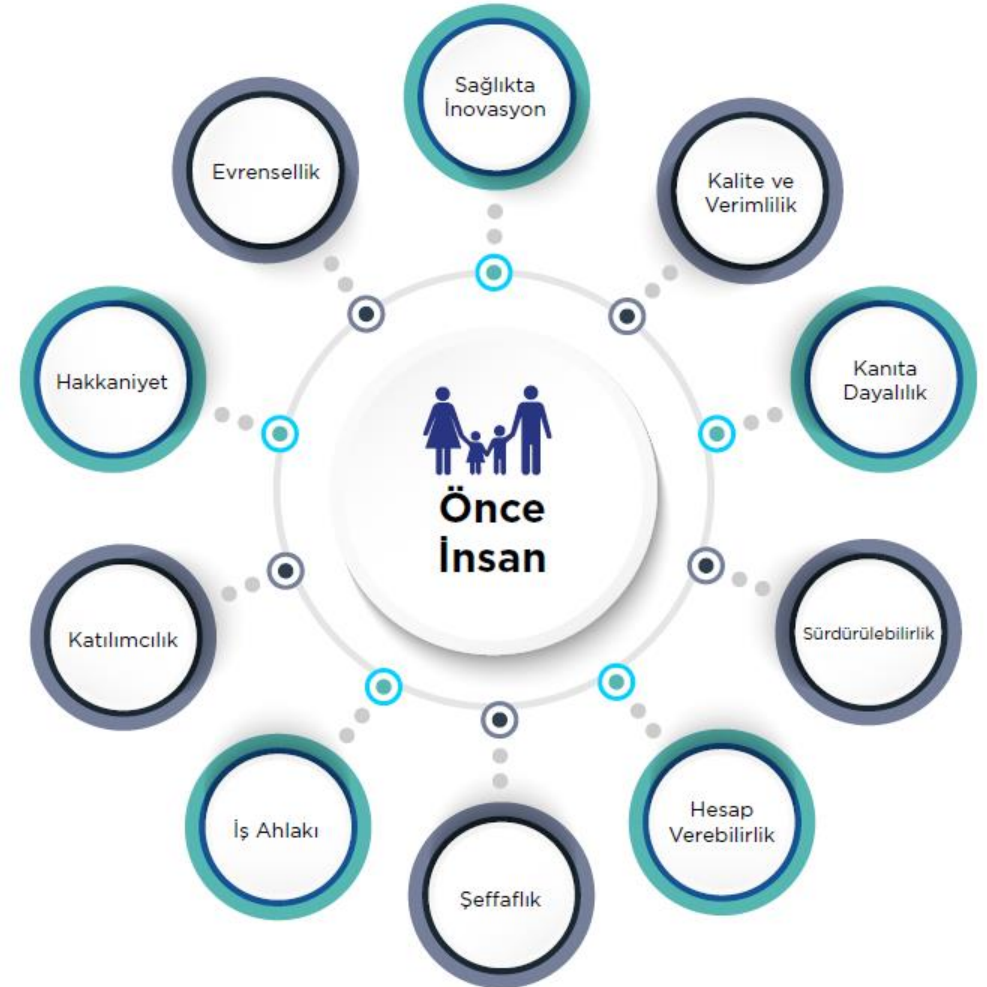 Sağlıkta
İnovasyon
Kalite ve
Verimlilik
Kanıta
Dayalılık
Sürdürülebilirlik
Hesap
Verebilirlik
Şeffaflık
İş Ahlakı
Katılımcılık
Hakkaniyet
Evrensellik
Önce
İnsan